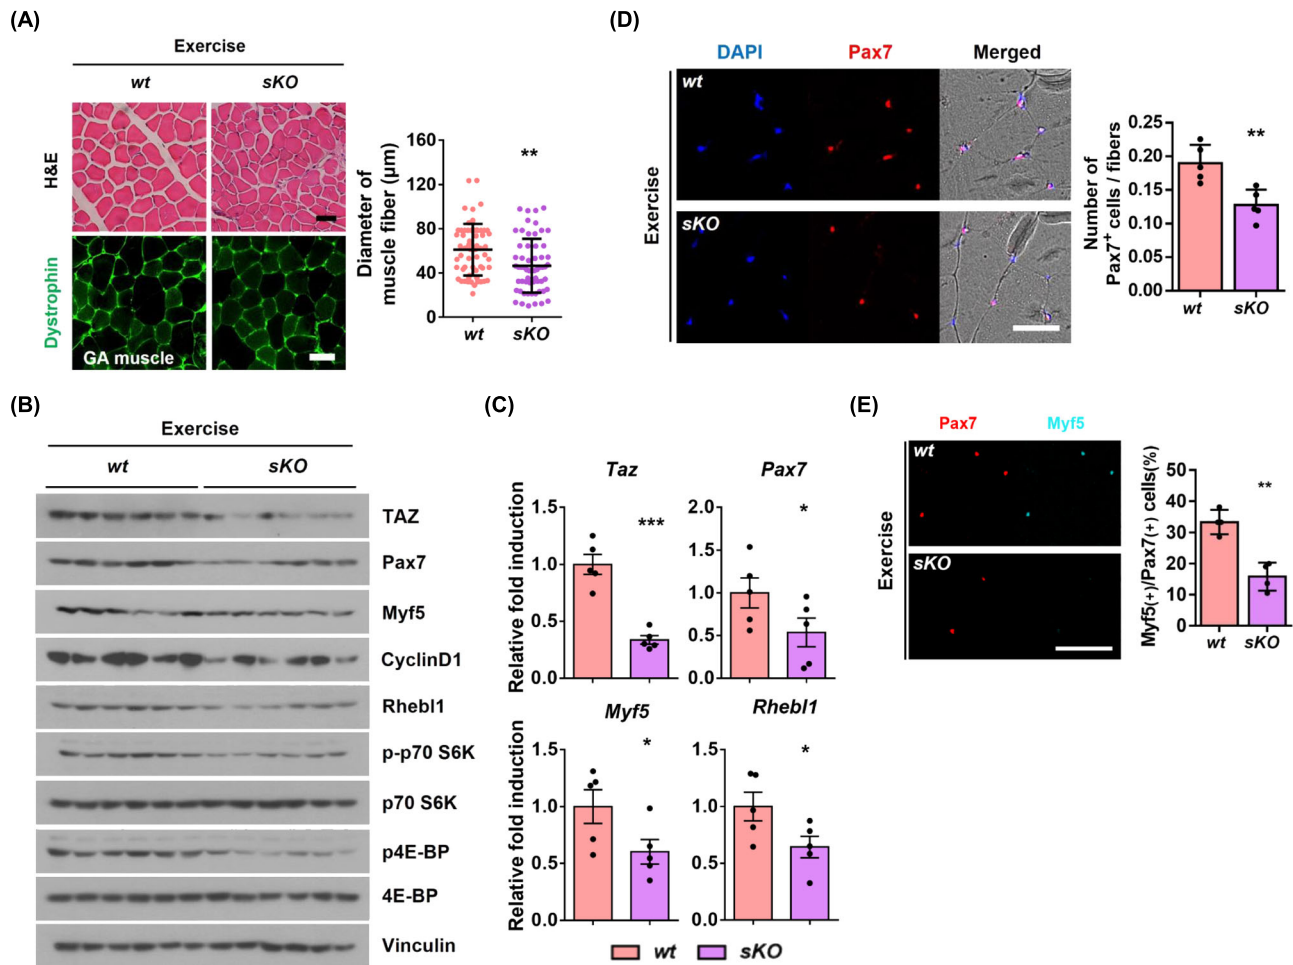 (A)
Exercise
wt sKO
H&E
Dystrophin
GA muscle
Diameter of
muscle fiber (µm)
160
120
80
40
0
**
wt sKO
(D)
DAPI Pax7 Merged
Exercise
wt
sKO
Number of
Pax7+ cells / fibers
0.25
0.20
0.15
0.10
0.05
0.00
**
wt sKO
(B)
Exercise
wt sKO
TAZ
Pax7
Myf5
CyclinD1
Rhebl1
p-p70 S6K
p70 S6K
p4E-BP
4E-BP
Vinculin
(C)
Taz
Relative fold induction
1.5
1.0
0.5
0.0
***
Pax7
2.0
1.5
1.0
0.5
0.0
*
Myf5
Relative fold induction
1.5
1.0
0.5
0.0
*
Rhebl1
1.5
1.0
0.5
0.0
*
wt sKO
(E)
Pax7 Myf5
Exercise
wt
sKO
Myf5(+)/Pax7(+) cells(%)
50
40
30
20
10
0
**
wt sKO